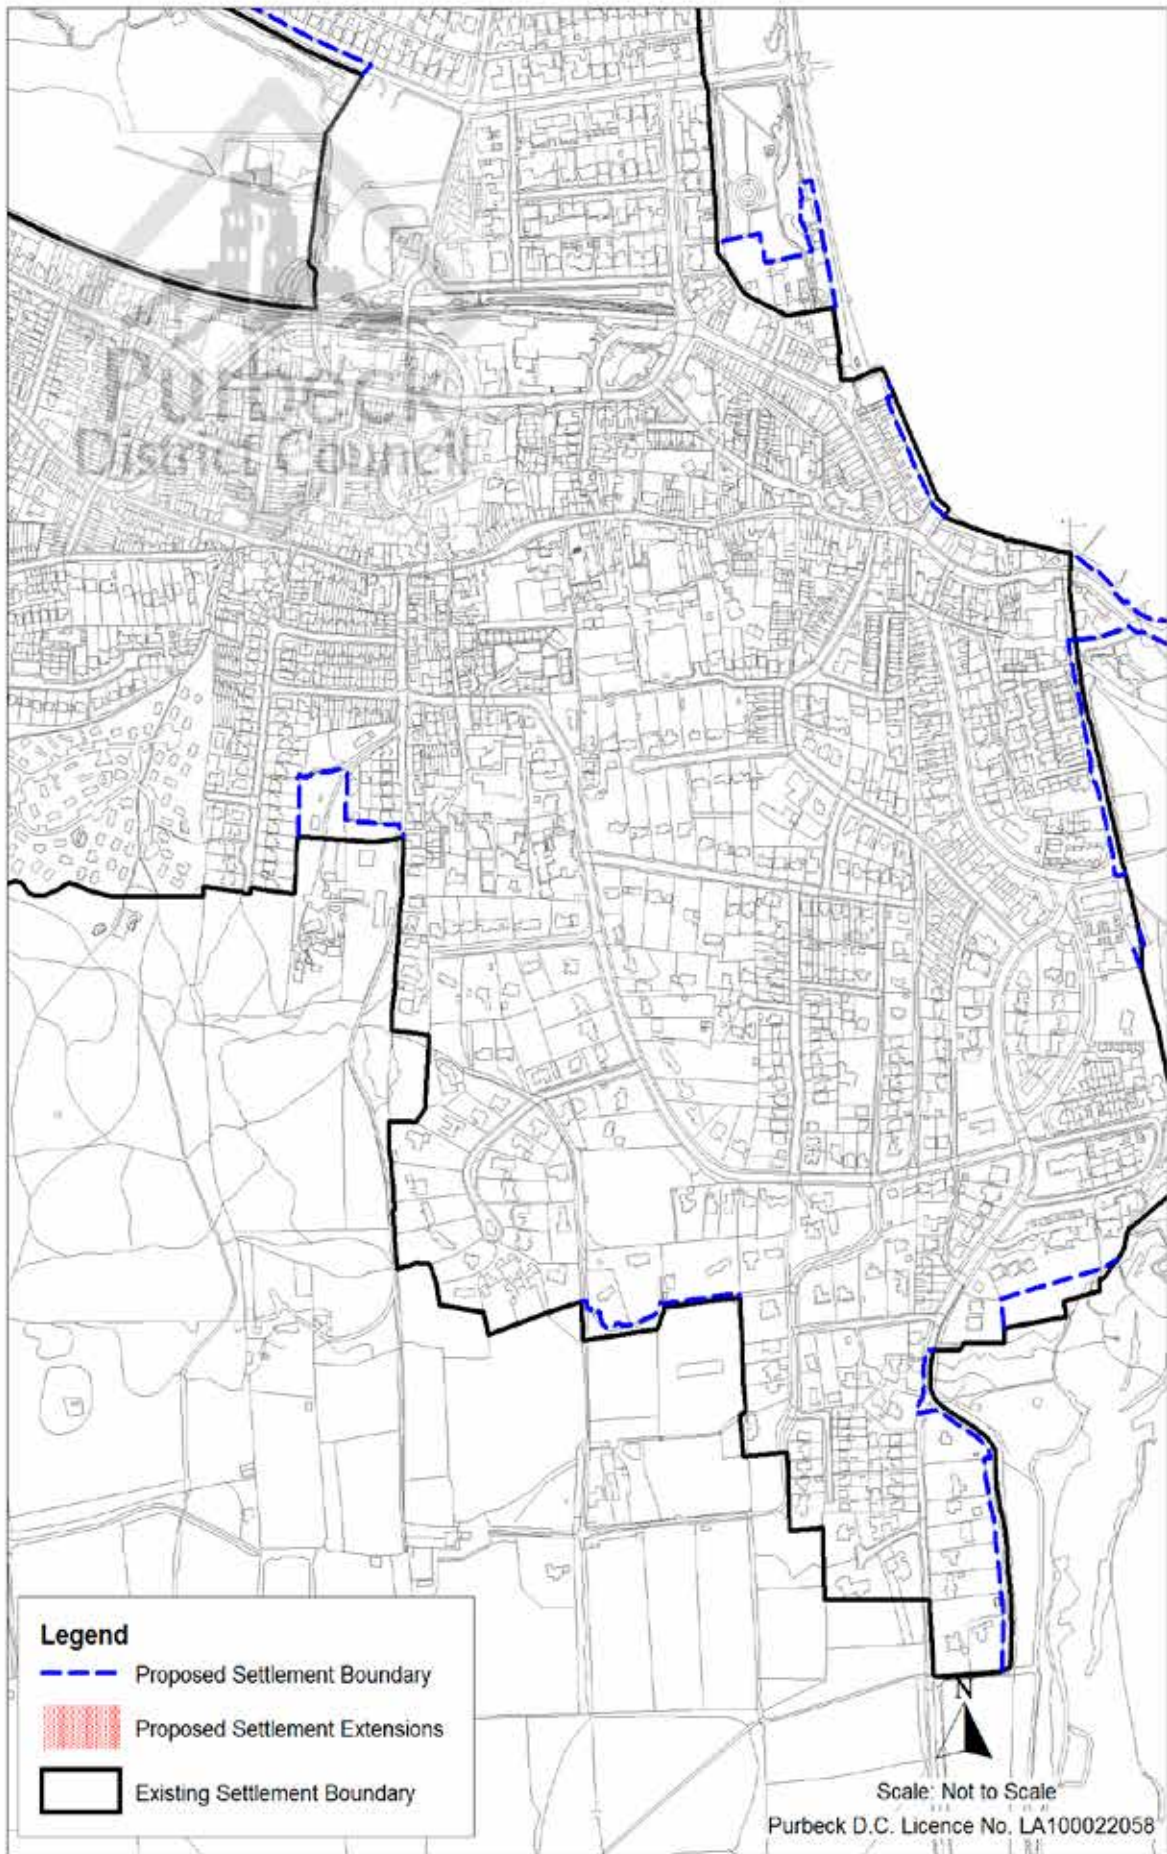 Purbeck
District Council
Legend
Proposed Settlement Boundary
Proposed Settlement Extensions
Existing Settlement Boundary
N
Scale: Not to Scale
Purbeck D.C. Licence No. LA100022058